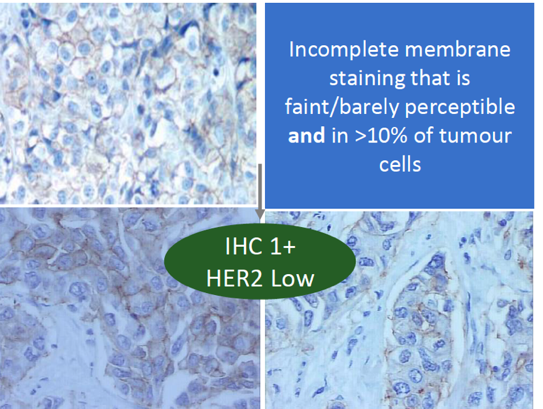 Incomplete membrane
staining that is
faint/barely perceptible
and in >10% of tumour
cells
IHC 1+
HER2 Low